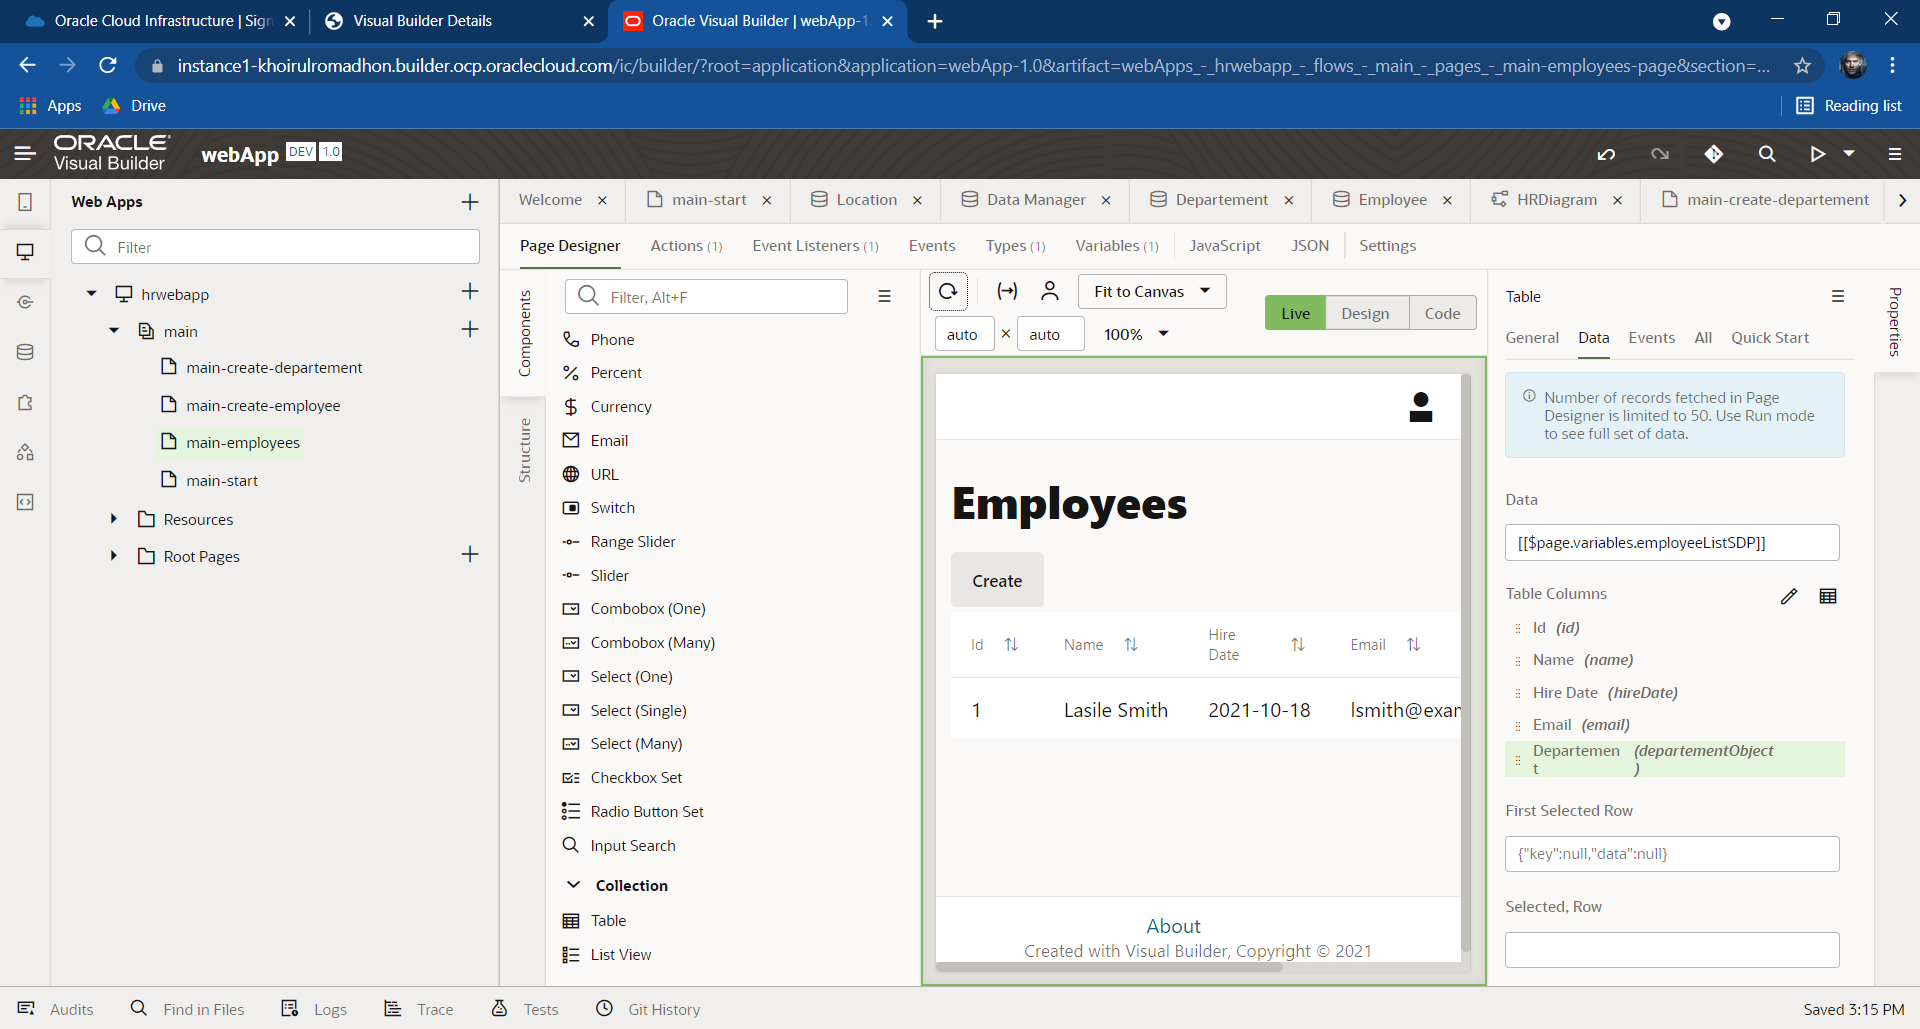 Oracle Cloud Infrastructure | Sign
Visual Builder Details
Oracle Visual Builder | webApp-1.
instance1-khoirulromadhon.builder.ocp.oraclecloud.com/ic/builder/?root=application&application=webApp-1.0&artifact=webApps_-_hrwebapp_-_flows_-_main_-_pages_-_main-employees-page&section=...
Apps
Drive
Reading list
ORACLE
Visual Builder
webApp
DEV
1.0
Web Apps
Filter
hrwebapp
main
main-create-departement
main-create-employee
main-employees
main-start
Resources
Root Pages
Welcome
main-start
Location
Data Manager
Departement
Employee
HRDiagram
main-create-departement
Page Designer
Actions (1)
Event Listeners (1)
Events
Types (1)
Variables (1)
JavaScript
JSON
Settings
Components
Structure
Filter, Alt+F
Phone
Percent
Currency
Email
URL
Switch
Range Slider
Slider
Combobox (One)
Combobox (Many)
Select (One)
Select (Single)
Select (Many)
Checkbox Set
Radio Button Set
Input Search
Collection
Table
List View
Fit to Canvas
auto × auto
100%
Live
Design
Code
Employees
Create
Id
Name
Hire
Date
Email
1
Lasile Smith
2021-10-18
lsmith@exam
About
Created with Visual Builder, Copyright © 2021
Table
General
Data
Events
All
Quick Start
Number of records fetched in Page
Designer is limited to 50. Use Run mode
to see full set of data.
Data
[[$page.variables.employeeListSDP]]
Table Columns
Id (id)
Name (name)
Hire Date (hireDate)
Email (email)
Departemen (departementObject
t )
First Selected Row
{"key":null,"data":null}
Selected, Row
Properties
Audits
Find in Files
Logs
Trace
Tests
Git History
Saved 3:15 PM